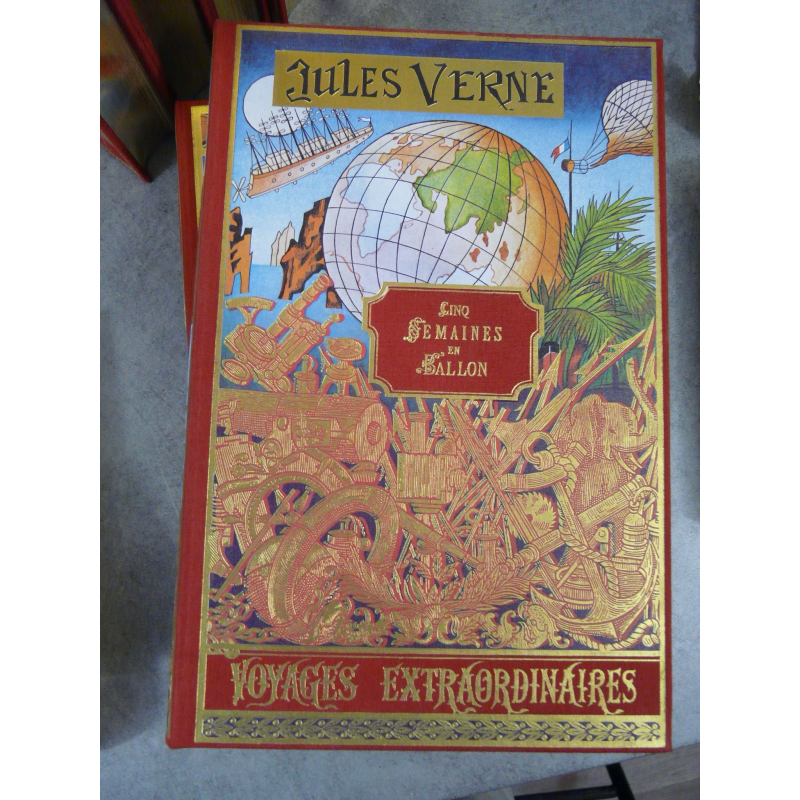 JULES VERNE
CINQ
SEMAINES
EN
BALLON
VOYAGES EXTRAORDINAIRES